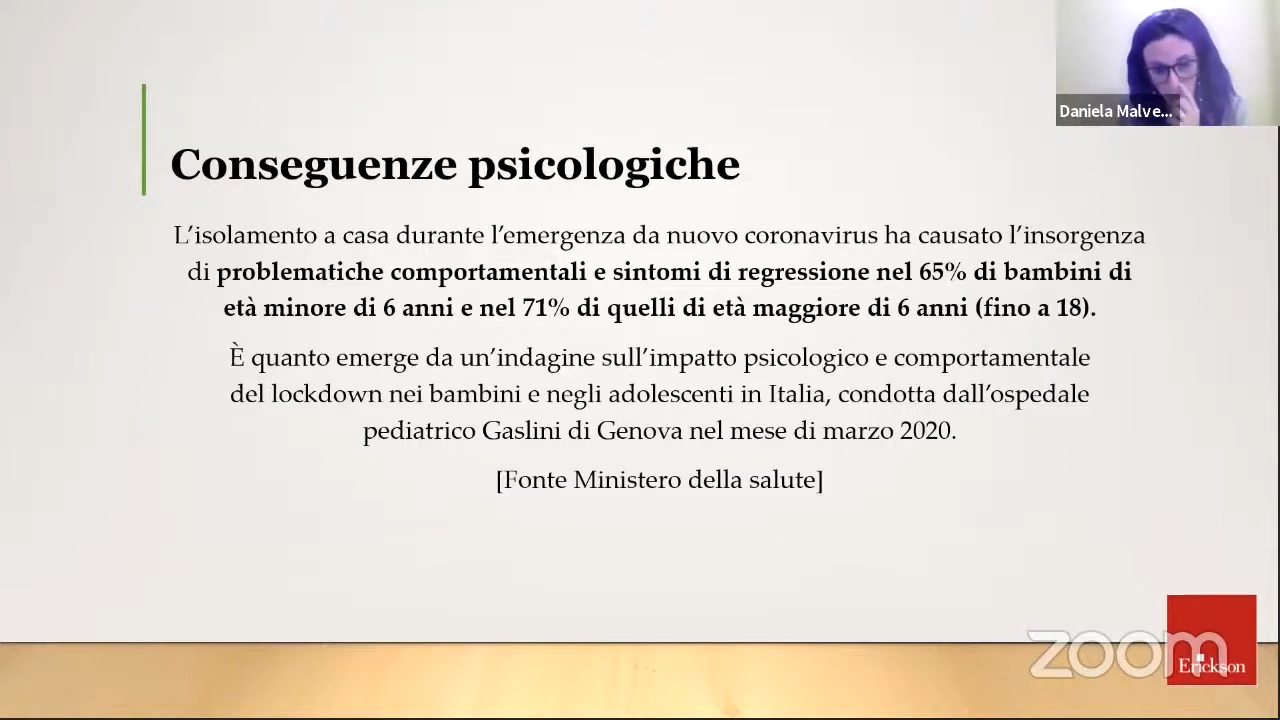 Daniela Malve...
Conseguenze psicologiche
L’isolamento a casa durante l’emergenza da nuovo coronavirus ha causato l’insorgenza
di problematiche comportamentali e sintomi di regressione nel 65% di bambini di
età minore di 6 anni e nel 71% di quelli di età maggiore di 6 anni (fino a 18).
È quanto emerge da un’indagine sull’impatto psicologico e comportamentale
del lockdown nei bambini e negli adolescenti in Italia, condotta dall’ospedale
pediatrico Gaslini di Genova nel mese di marzo 2020.
[Fonte Ministero della salute]
zoom
Erickson